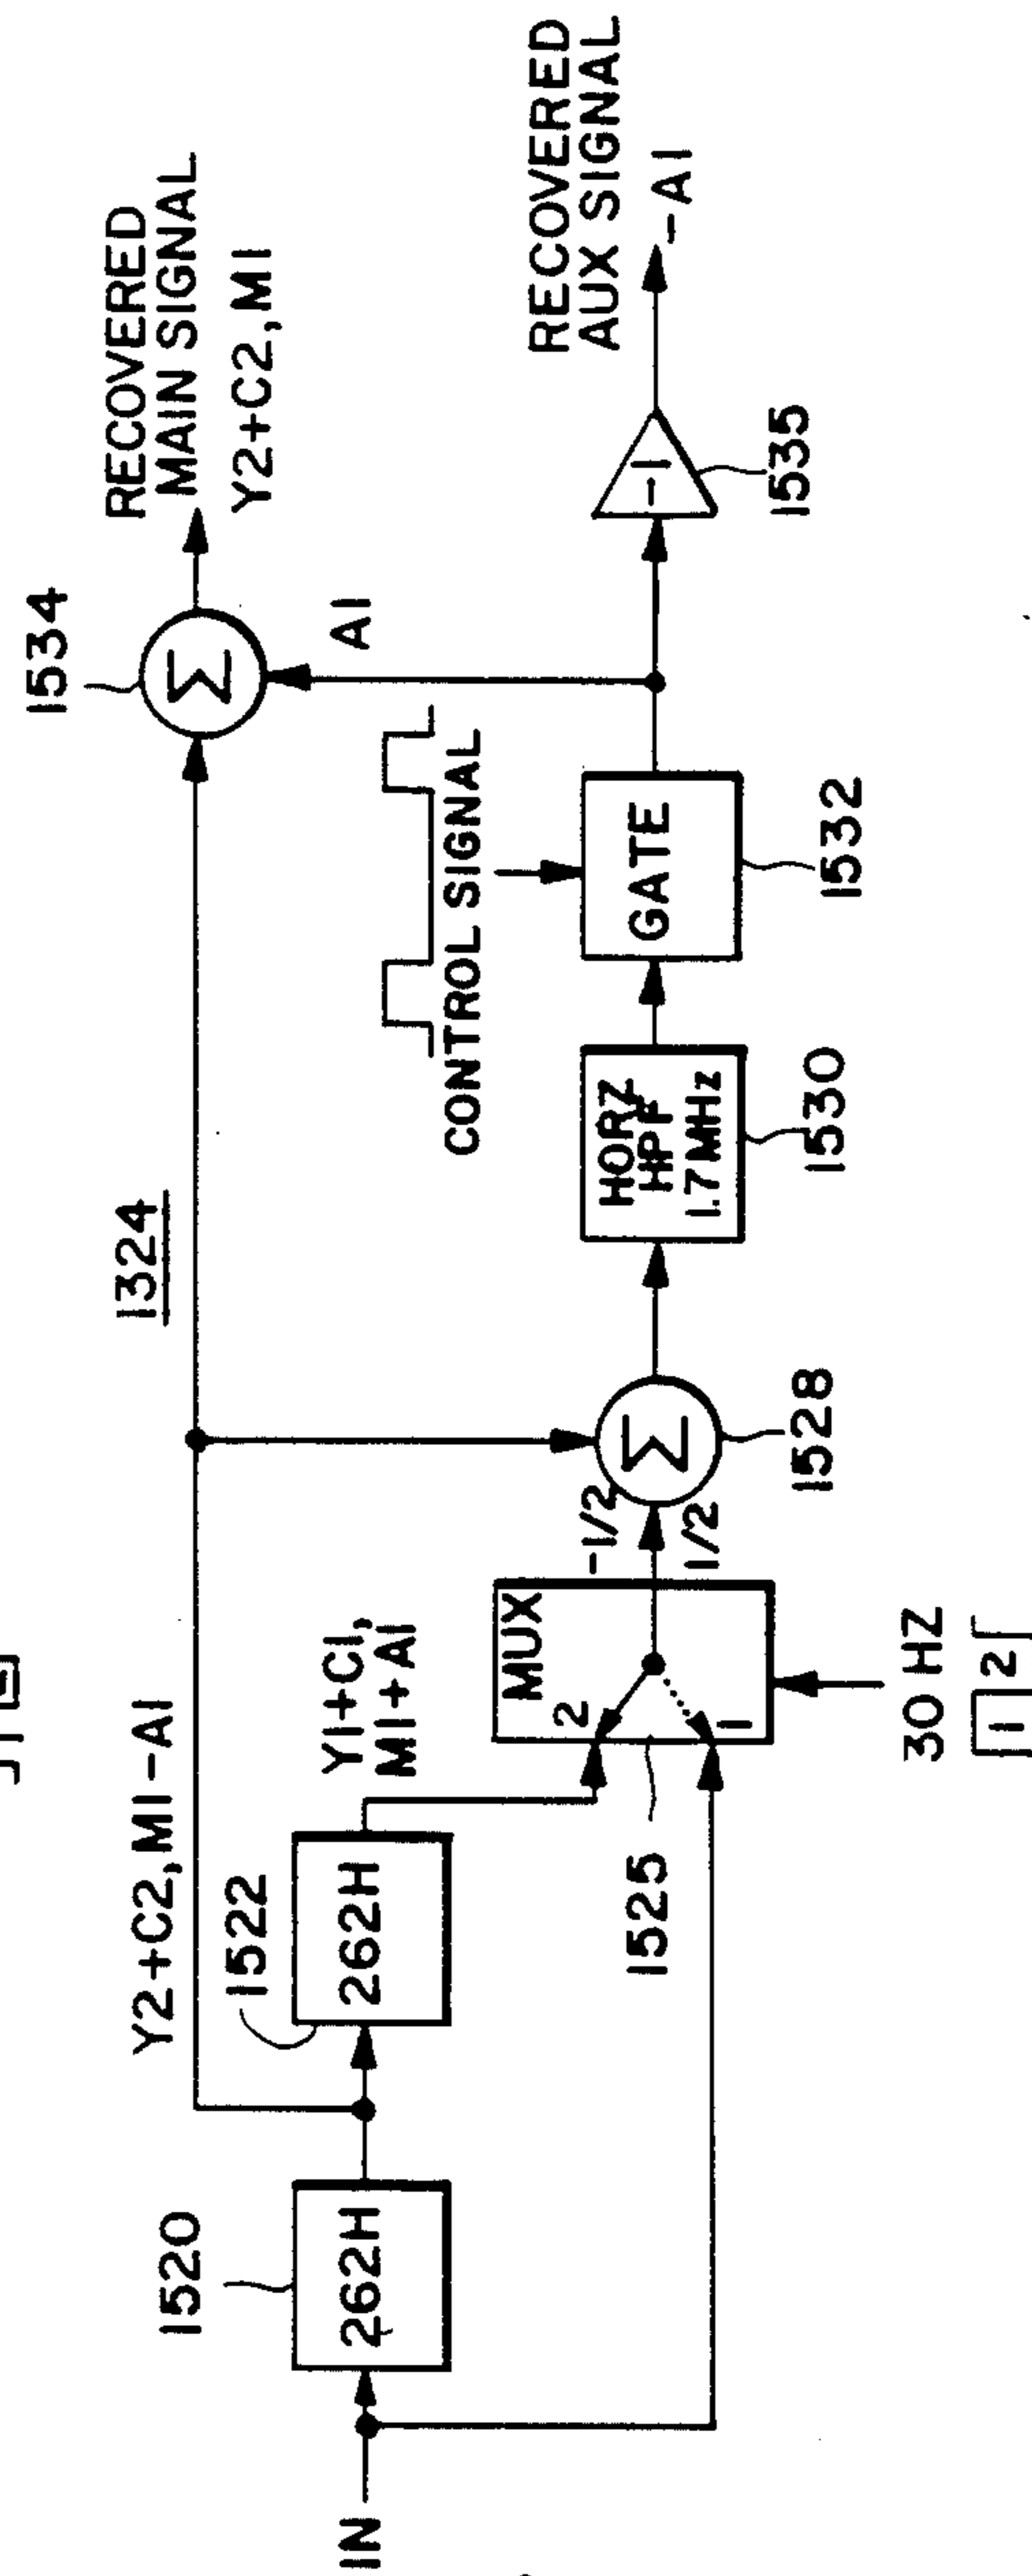 1534
RECOVERED
MAIN SIGNAL
Y2+C2,M1
Σ
A1
1324
Y2+C2,M1-A1
CONTROL SIGNAL
RECOVERED
AUX SIGNAL
-A1
1520
262H
1522
262H
Y1+C1,
M1+A1
IN
MUX
2
1
1525
-1/2
1/2
Σ
1528
HORZ
HPF
1.7MHz
1530
GATE
1532
-1
1535
30 HZ
1 2